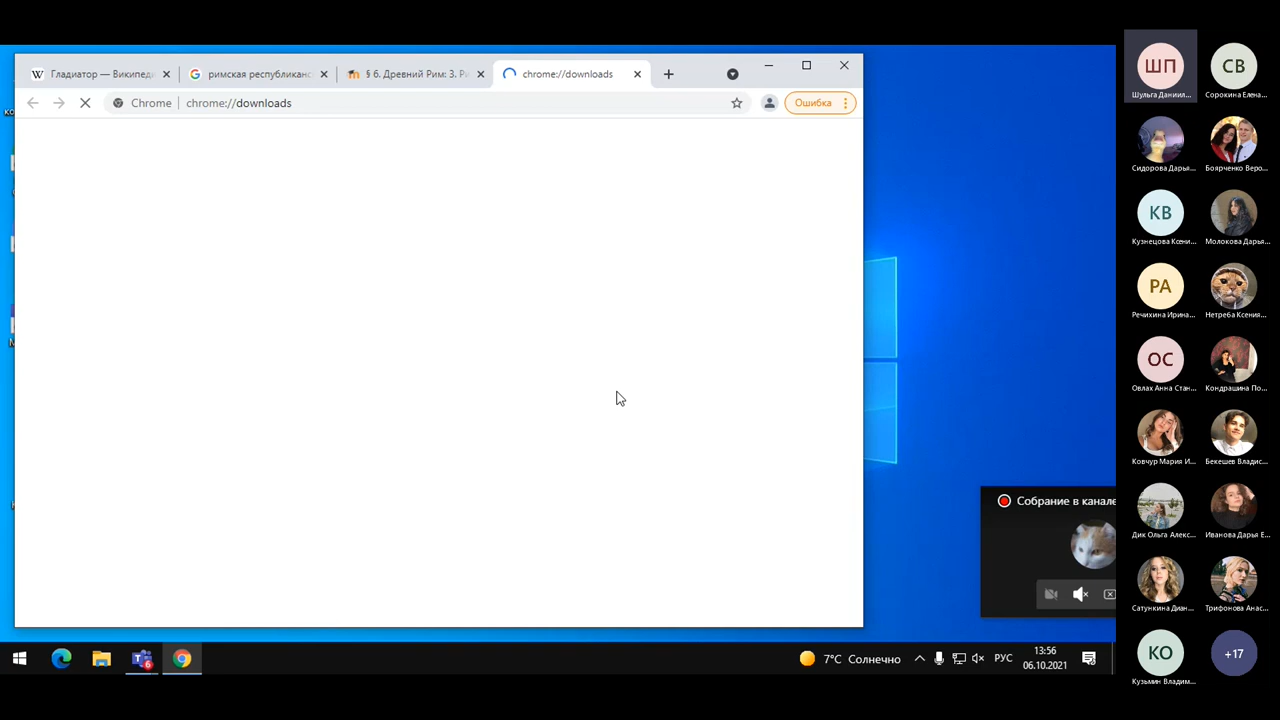 Гладиатор — Википеди
римская республиканс
§ 6. Древний Рим: 3. Ри
chrome://downloads
Chrome
chrome://downloads
Ошибка
Собрание в канале
7°C Солнечно
РУС
13:56
06.10.2021
6
ШП
Шульга Даниил...
СВ
Сорокина Елена...
Сидорова Дарья...
Боярченко Веро...
КВ
Кузнецова Ксени...
Молокова Дарья...
РА
Речихина Ирина...
Нетреба Ксения...
ОС
Овлах Анна Стан...
Кондрашина По...
Ковчур Мария И...
Бекешев Владис...
Дик Ольга Алекс...
Иванова Дарья Е...
Сатункина Диан...
Трифонова Анас...
КО
Кузьмин Владим...
+17